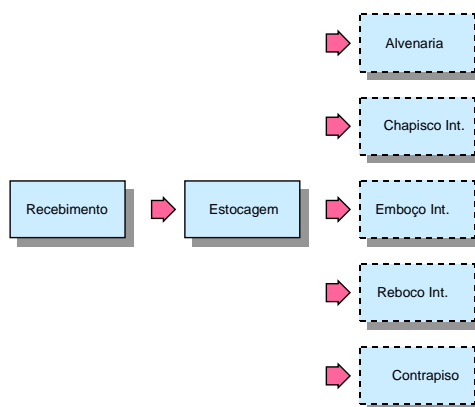 Alvenaria
Chapisco Int.
Recebimento
Estocagem
Emboço Int.
Reboco Int.
Contrapiso